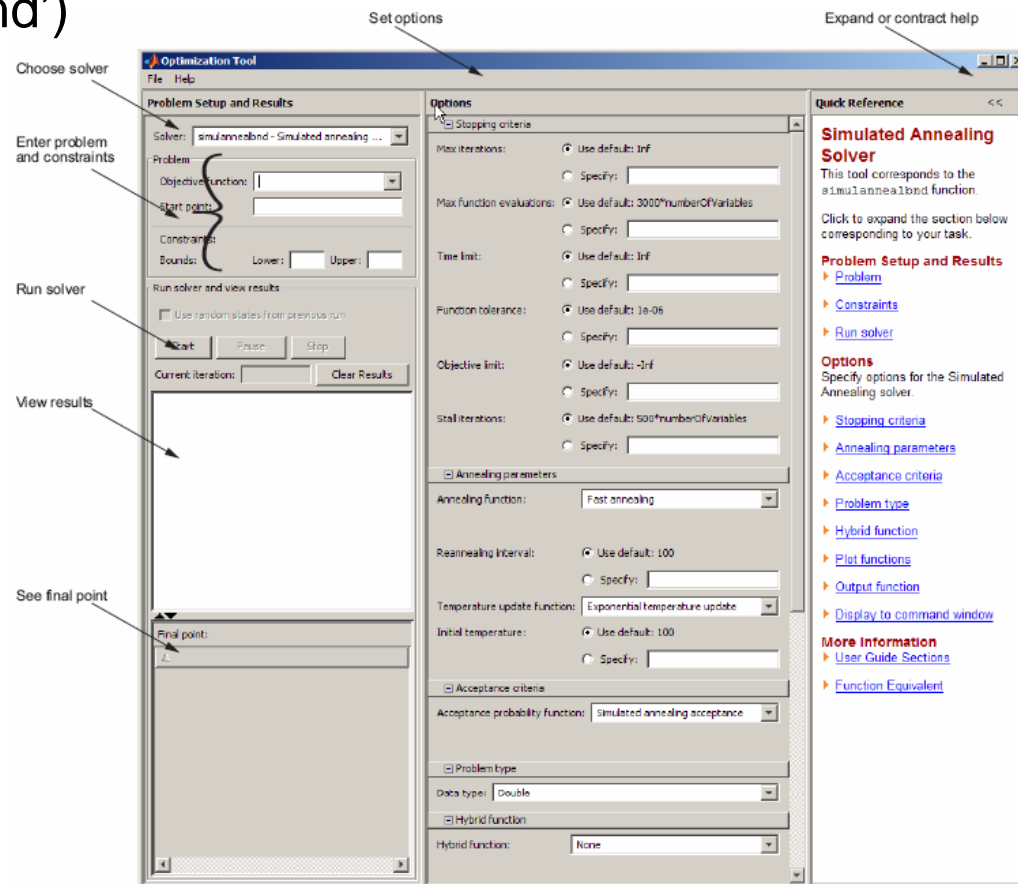 nd')
Set options
Expand or contract help
Choose solver
Enter problem
and constraints
Run solver
View results
See final point
Optimization Tool
File Help
Problem Setup and Results
Solver: simulannealbnd - Simulated annealing ...
Problem
Objective function:
Start point:
Constraints:
Bounds: Lower: Upper:
Run solver and view results
Use random states from previous run
Start Pause Stop
Current iteration: Clear Results
Final point:
Options
Stopping criteria
Max iterations: Use default: Inf
Specify:
Max function evaluations: Use default: 3000*numberOfVariables
Specify:
Time limit: Use default: Inf
Specify:
Function tolerance: Use default: 1e-06
Specify:
Objective limit: Use default: -Inf
Specify:
Stall iterations: Use default: 500*numberOfVariables
Specify:
Annealing parameters
Annealing function: Fast annealing
Reannealing interval: Use default: 100
Specify:
Temperature update function: Exponential temperature update
Initial temperature: Use default: 100
Specify:
Acceptance criteria
Acceptance probability function: Simulated annealing acceptance
Problem type
Data type: Double
Hybrid function
Hybrid function: None
Quick Reference <<
Simulated Annealing
Solver
This tool corresponds to the
simulannealbnd function.
Click to expand the section below
corresponding to your task.
Problem Setup and Results
Problem
Constraints
Run solver
Options
Specify options for the Simulated
Annealing solver.
Stopping criteria
Annealing parameters
Acceptance criteria
Problem type
Hybrid function
Plot functions
Output function
Display to command window
More Information
User Guide Sections
Function Equivalent